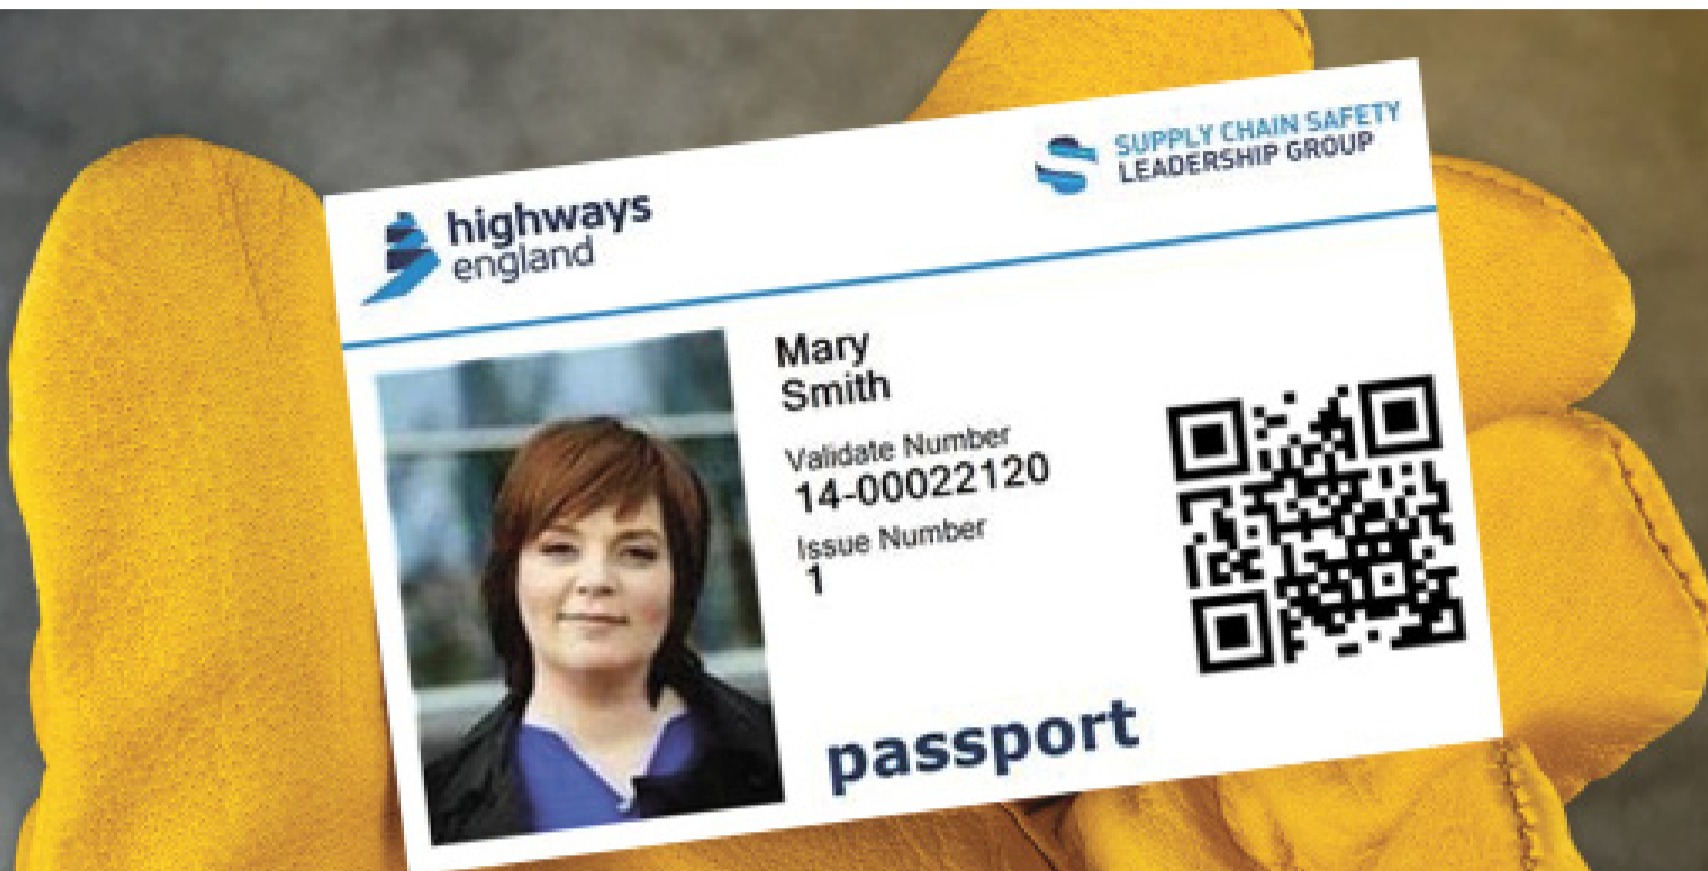 highways
england
SUPPLY CHAIN SAFETY
LEADERSHIP GROUP
Mary
Smith
Validate Number
14-00022120
Issue Number
1
passport